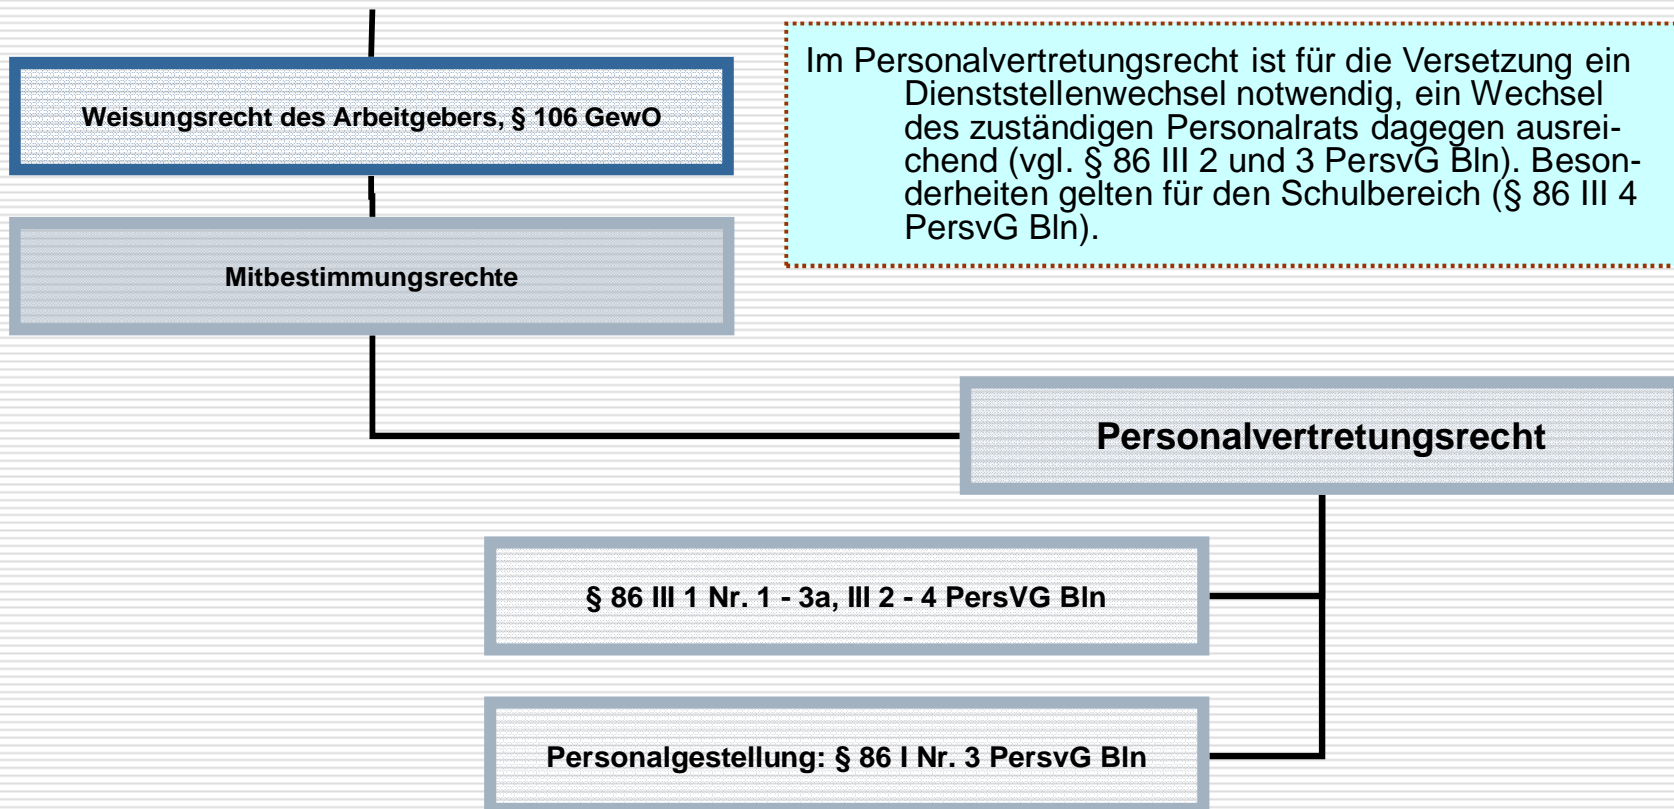 Weisungsrecht des Arbeitgebers, § 106 GewO
Im Personalvertretungsrecht ist für die Versetzung ein
Dienststellenwechsel notwendig, ein Wechsel
des zuständigen Personalrats dagegen ausrei-
chend (vgl. § 86 III 2 und 3 PersvG Bln). Beson-
derheiten gelten für den Schulbereich (§ 86 III 4
PersvG Bln).
Mitbestimmungsrechte
Personalvertretungsrecht
§ 86 III 1 Nr. 1 - 3a, III 2 - 4 PersVG Bln
Personalgestellung: § 86 I Nr. 3 PersvG Bln